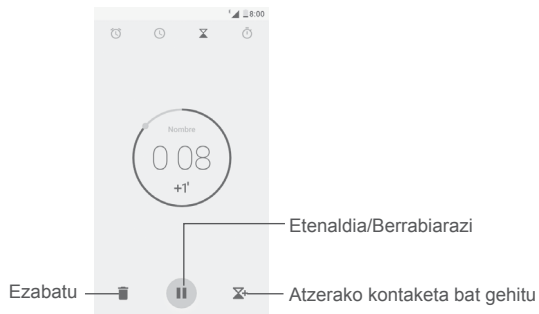 8:00
Nombre
0 08
+1'
Etenaldia/Berrabiarazi
Ezabatu
Atzerako kontaketa bat gehitu